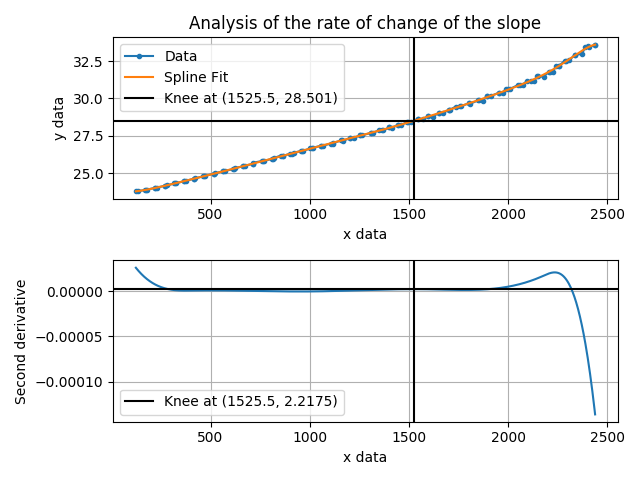 Analysis of the rate of change of the slope
y data
32.5
30.0
27.5
25.0
Data
Spline Fit
Knee at (1525.5, 28.501)
500
1000
1500
2000
2500
x data
Second derivative
0.00000
−0.00005
−0.00010
Knee at (1525.5, 2.2175)
500
1000
1500
2000
2500
x data